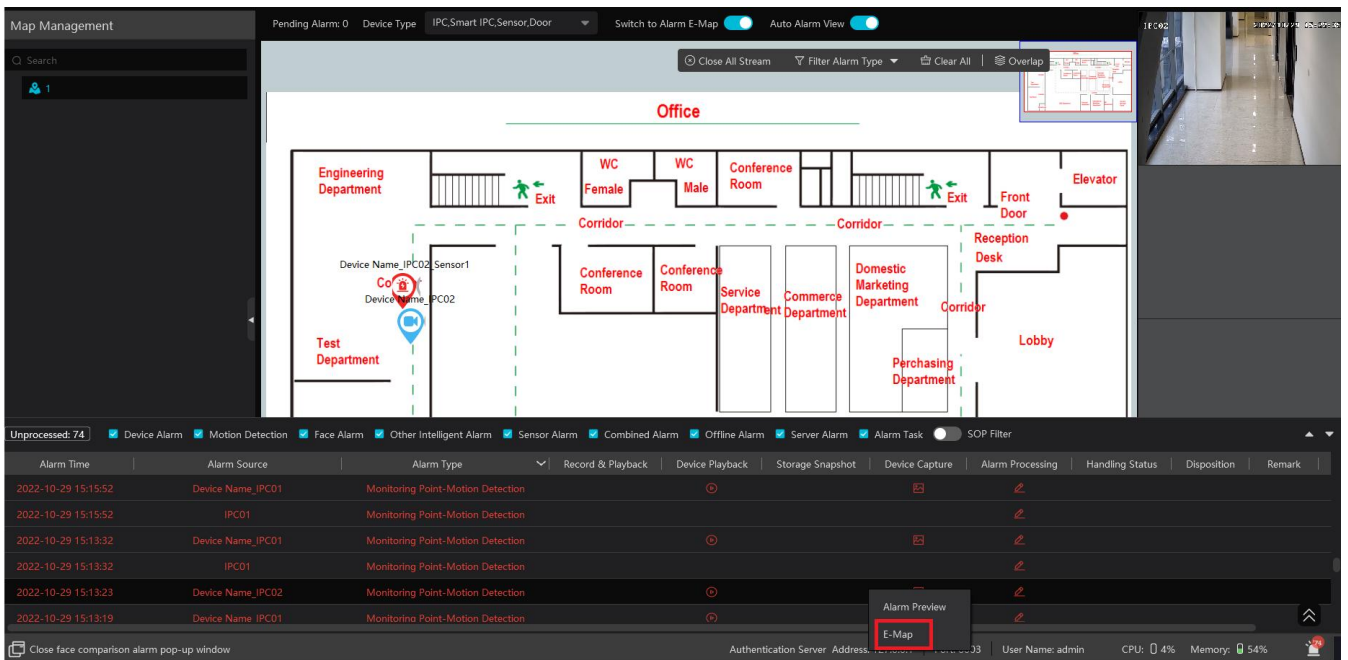 Map Management
Pending Alarm: 0 Device Type IPC,Smart IPC,Sensor,Door Switch to Alarm E-Map Auto Alarm View
IPC02
Search
Close All Stream Filter Alarm Type Clear All Overlap
1
Office
Engineering
Department
Exit
WC
Female
WC
Male
Conference
Room
Exit
Front
Door
Elevator
Corridor
Corridor
Reception
Desk
Device Name_IPC02_Sensor1
Device Name_IPC02
Conference
Room
Conference
Room
Service
Department
Commerce
Department
Domestic
Marketing
Department
Corridor
Lobby
Test
Department
Perchasing
Department
Unprocessed: 74 Device Alarm Motion Detection Face Alarm Other Intelligent Alarm Sensor Alarm Combined Alarm Offline Alarm Server Alarm Alarm Task SOP Filter
Alarm Time Alarm Source Alarm Type Record & Playback Device Playback Storage Snapshot Device Capture Alarm Processing Handling Status Disposition Remark
2022-10-29 15:15:52 Device Name_IPC01 Monitoring Point-Motion Detection
2022-10-29 15:15:52 IPC01 Monitoring Point-Motion Detection
2022-10-29 15:13:32 Device Name_IPC01 Monitoring Point-Motion Detection
2022-10-29 15:13:32 IPC01 Monitoring Point-Motion Detection
2022-10-29 15:13:23 Device Name_IPC02 Monitoring Point-Motion Detection
2022-10-29 15:13:19 Device Name_IPC01 Monitoring Point-Motion Detection
Alarm Preview
E-Map
Close face comparison alarm pop-up window
Authentication Server Address: User Name: admin CPU: 4% Memory: 54%
74